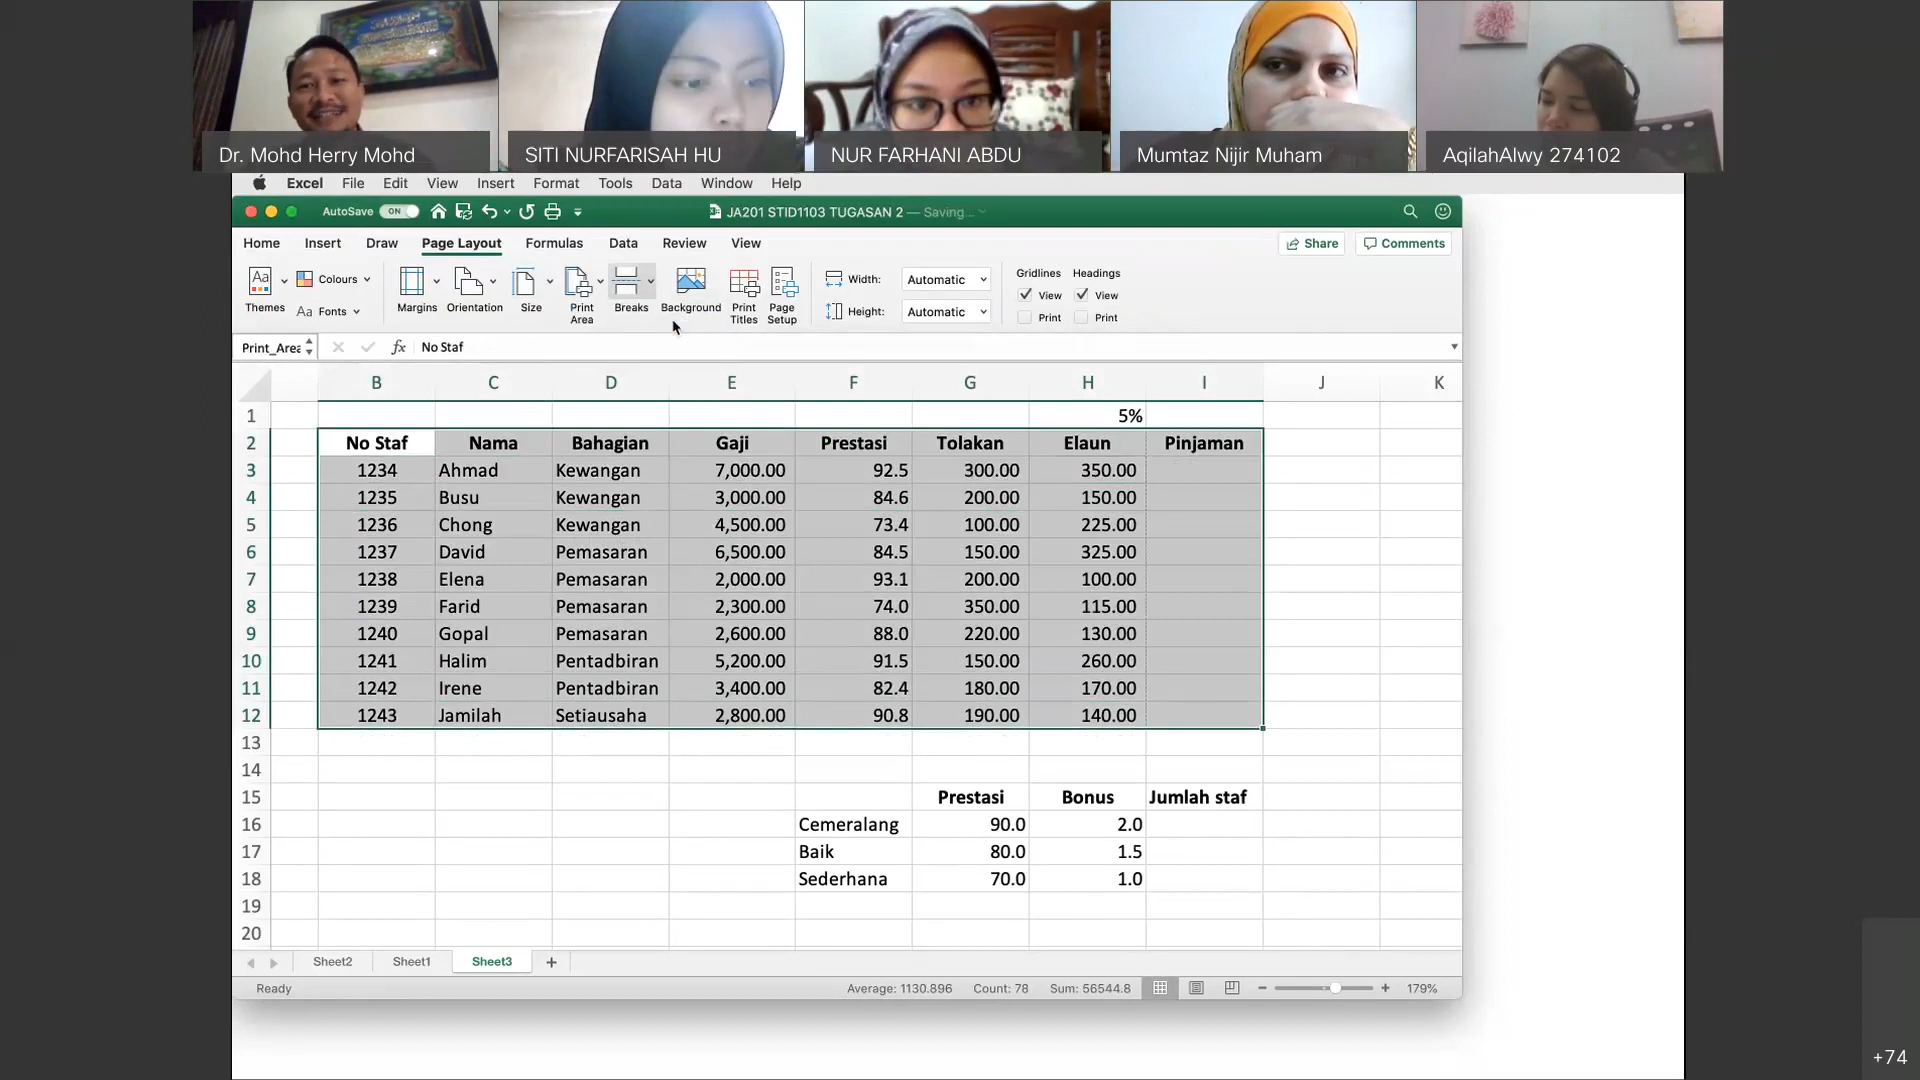 Dr. Mohd Herry Mohd
SITI NURFARISAH HU
NUR FARHANI ABDU
Mumtaz Nijir Muham
AqilahAlwy 274102
Excel File Edit View Insert Format Tools Data Window Help
AutoSave ON JA201 STID1103 TUGASAN 2 — Saving...
Home Insert Draw Page Layout Formulas Data Review View Share Comments
Aa Themes Colours Aa Fonts
Margins Orientation Size Print Area Breaks Background Print Titles Page Setup
Width: Automatic
Height: Automatic
Gridlines Headings
View View
Print Print
Print_Area fx No Staf
B C D E F G H I J K
1 5%
2 No Staf Nama Bahagian Gaji Prestasi Tolakan Elaun Pinjaman
3 1234 Ahmad Kewangan 7,000.00 92.5 300.00 350.00
4 1235 Busu Kewangan 3,000.00 84.6 200.00 150.00
5 1236 Chong Kewangan 4,500.00 73.4 100.00 225.00
6 1237 David Pemasaran 6,500.00 84.5 150.00 325.00
7 1238 Elena Pemasaran 2,000.00 93.1 200.00 100.00
8 1239 Farid Pemasaran 2,300.00 74.0 350.00 115.00
9 1240 Gopal Pemasaran 2,600.00 88.0 220.00 130.00
10 1241 Halim Pentadbiran 5,200.00 91.5 150.00 260.00
11 1242 Irene Pentadbiran 3,400.00 82.4 180.00 170.00
12 1243 Jamilah Setiausaha 2,800.00 90.8 190.00 140.00
13
14
15 Prestasi Bonus Jumlah staf
16 Cemeralang 90.0 2.0
17 Baik 80.0 1.5
18 Sederhana 70.0 1.0
19
20
Sheet2 Sheet1 Sheet3 +
Ready Average: 1130.896 Count: 78 Sum: 56544.8 179%
+74